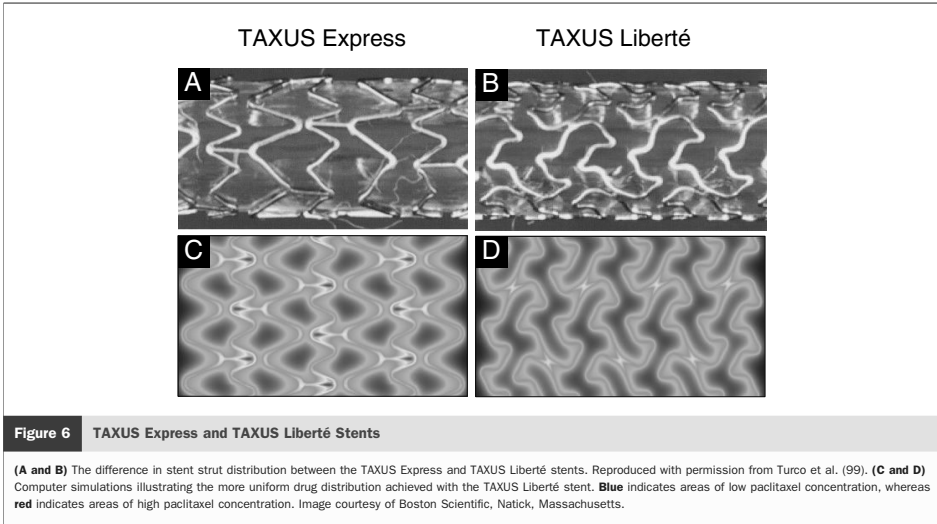 TAXUS Express
TAXUS Liberté
A
B
C
D
Figure 6
TAXUS Express and TAXUS Liberté Stents
(A and B) The difference in stent strut distribution between the TAXUS Express and TAXUS Liberté stents. Reproduced with permission from Turco et al. (99). (C and D)
Computer simulations illustrating the more uniform drug distribution achieved with the TAXUS Liberté stent. Blue indicates areas of low paclitaxel concentration, whereas
red indicates areas of high paclitaxel concentration. Image courtesy of Boston Scientific, Natick, Massachusetts.